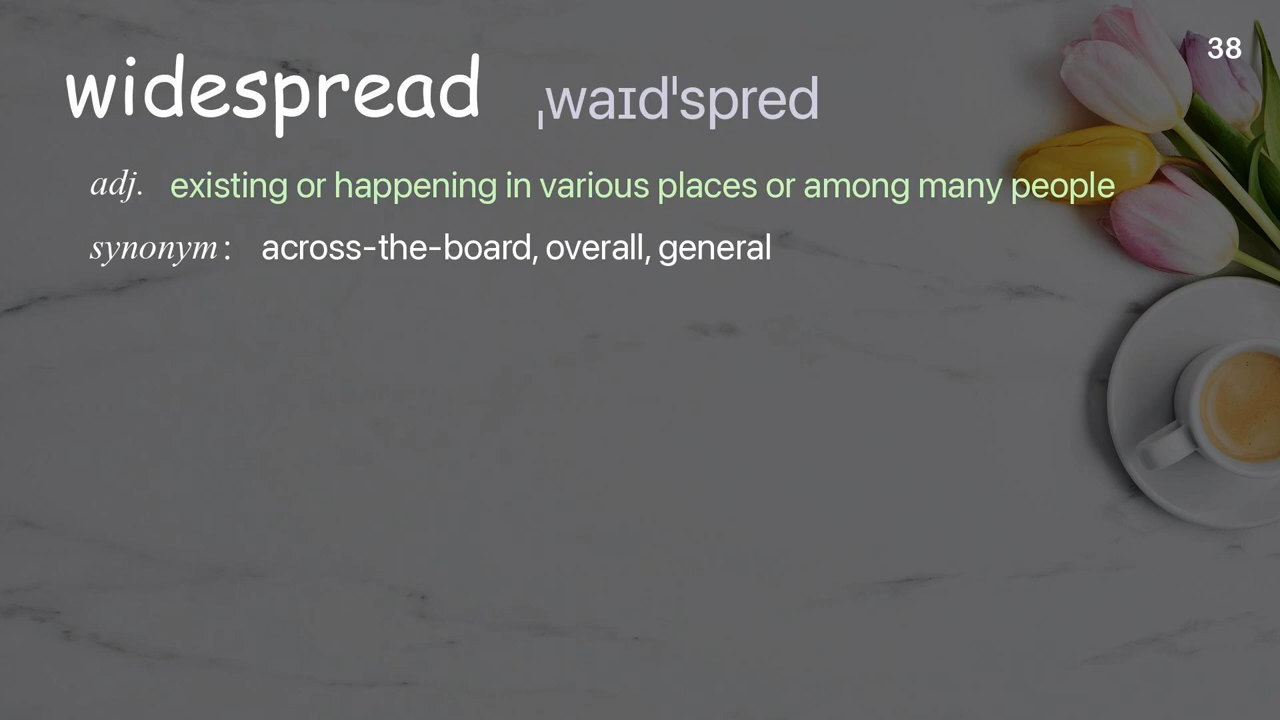 38
widespread ˌwaɪdˈspred
adj. existing or happening in various places or among many people
synonym : across-the-board, overall, general